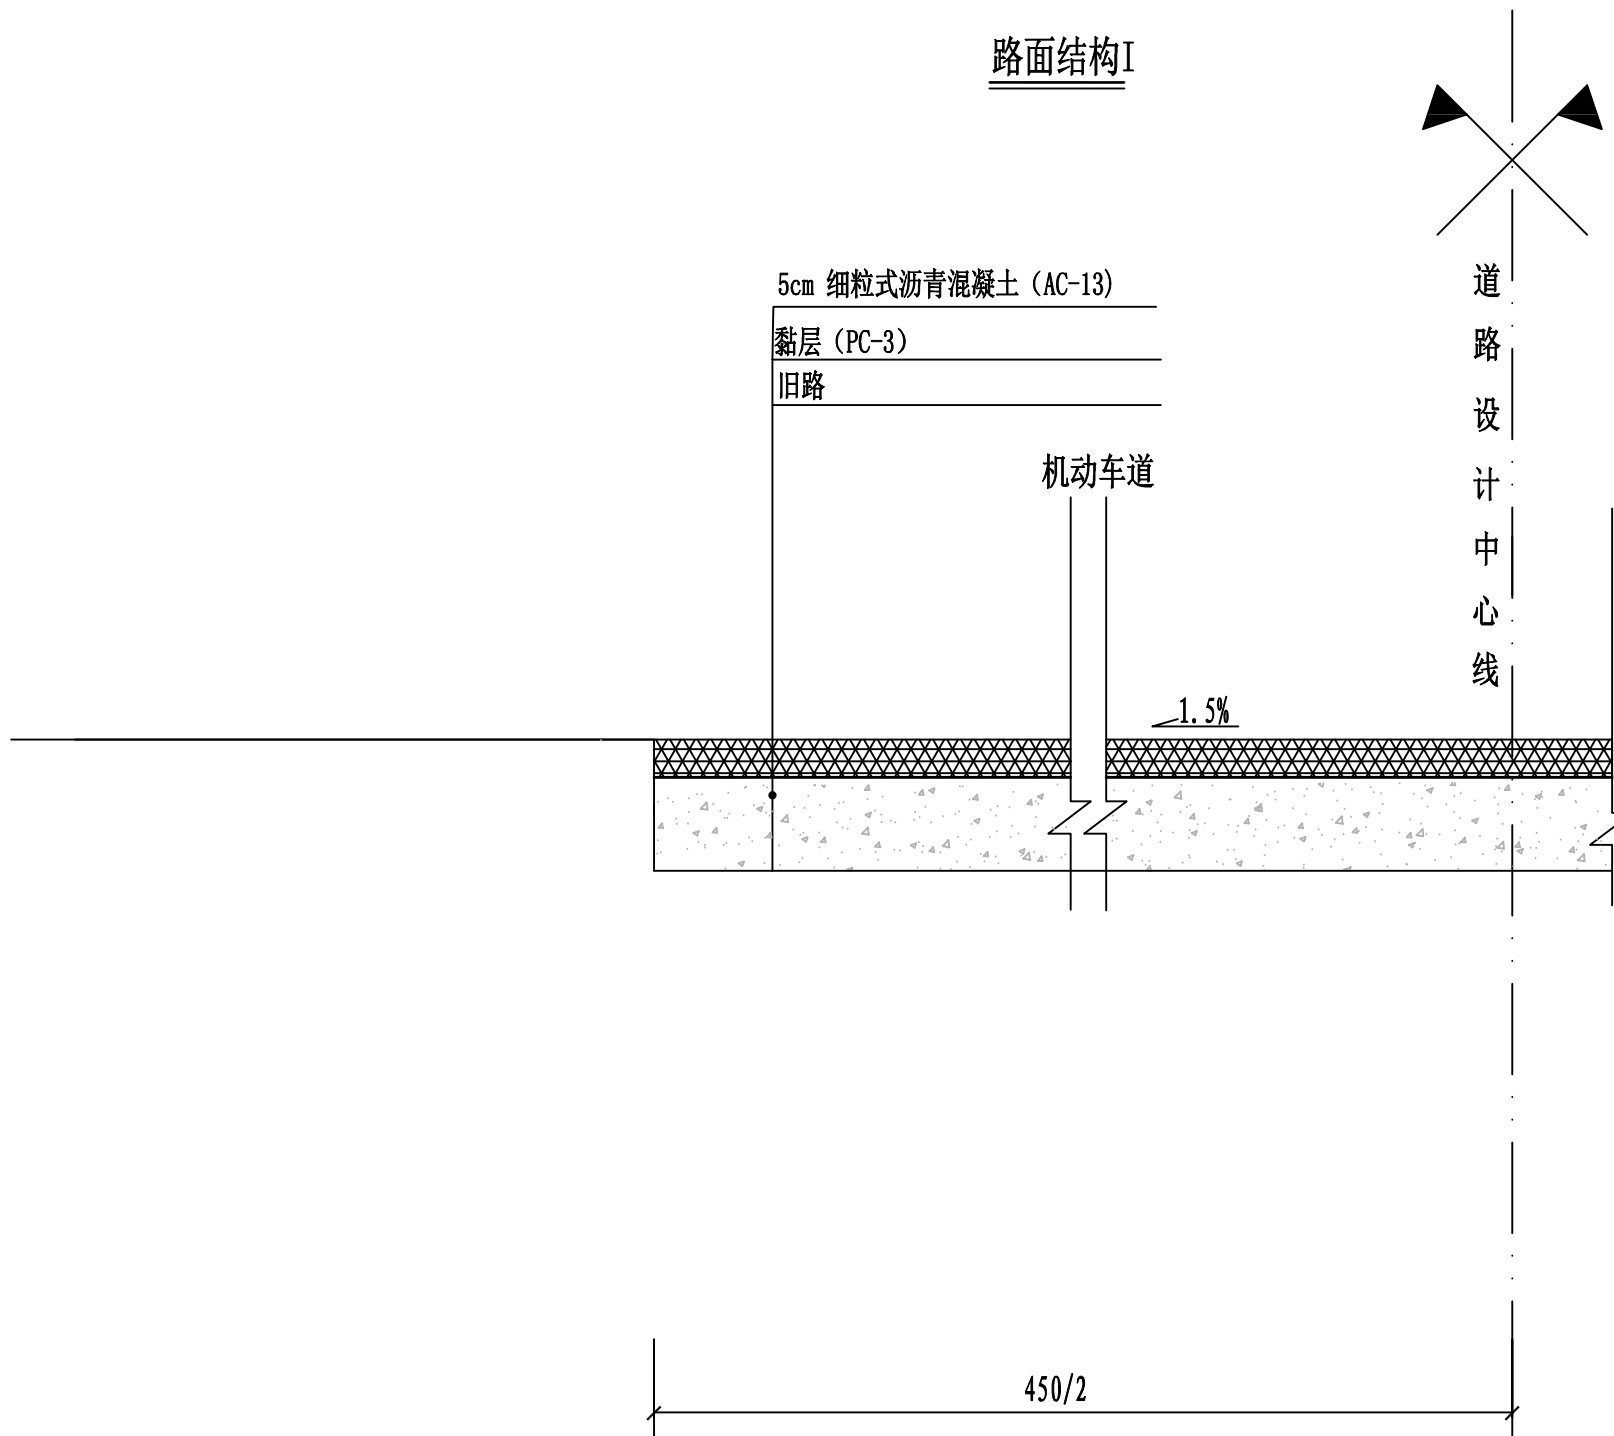 路面结构I
5cm 细粒式沥青混凝土（AC-13）
黏层（PC-3）
旧路
机动车道
道路设计中心线
1.5%
450/2